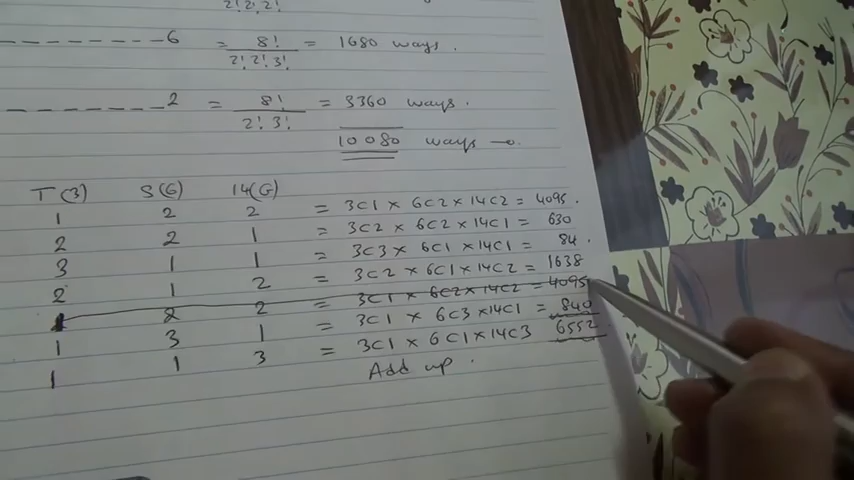 2! 2! 2!
_ _ _ _ _ _ _ _ 6 = 8! / 2! 2! 3! = 1680 ways.
_ _ _ _ _ _ _ _ 2 = 8! / 2! 3! = 3360 ways.
10080 ways
T(3) S(6) 14(G)
1 2 2 = 3C1 × 6C2 × 14C2 = 4095.
2 2 1 = 3C2 × 6C2 × 14C1 = 630
3 1 1 = 3C3 × 6C1 × 14C1 = 84.
2 1 2 = 3C2 × 6C1 × 14C2 = 1638
1 2 2 = 3C1 × 6C2 × 14C2 = 4095
1 3 1 = 3C1 × 6C3 × 14C1 = 840
1 1 3 = 3C1 × 6C1 × 14C3 6552
Add up.